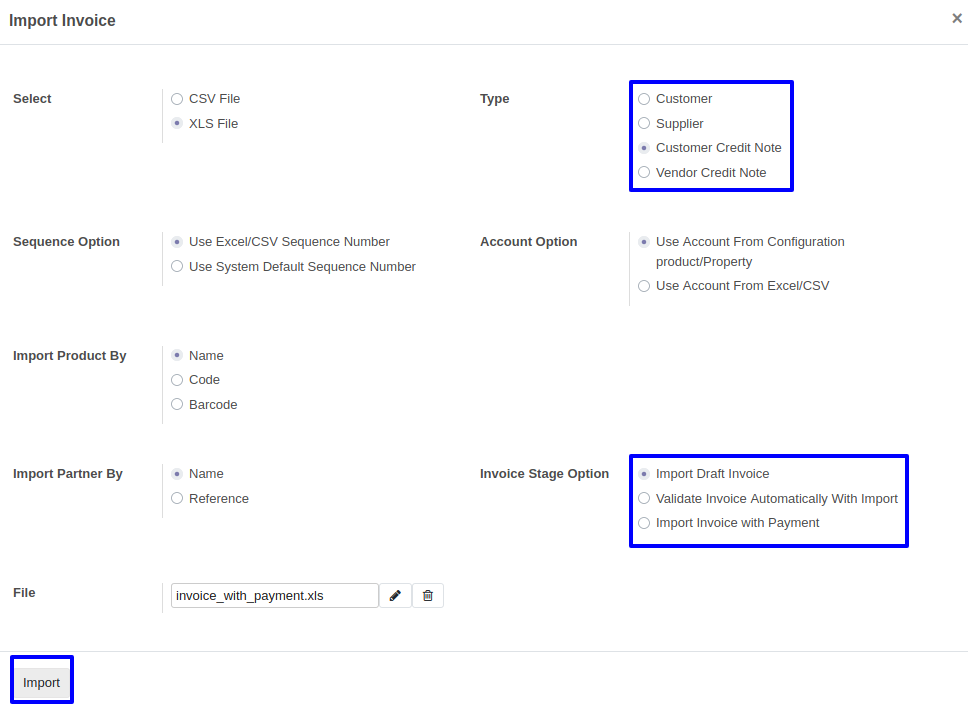 Import Invoice
×
Select
CSV File
XLS File
Type
Customer
Supplier
Customer Credit Note
Vendor Credit Note
Sequence Option
Use Excel/CSV Sequence Number
Use System Default Sequence Number
Account Option
Use Account From Configuration
product/Property
Use Account From Excel/CSV
Import Product By
Name
Code
Barcode
Import Partner By
Name
Reference
Invoice Stage Option
Import Draft Invoice
Validate Invoice Automatically With Import
Import Invoice with Payment
File
invoice_with_payment.xls
Import